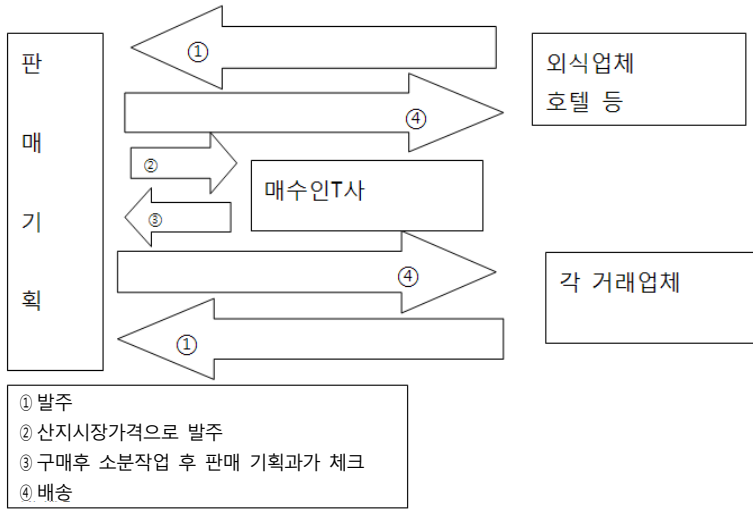 판
매
기
획
①
④
②
③
④
①
외식업체
호텔 등
매수인T사
각 거래업체
① 발주
② 산지시장가격으로 발주
③ 구매후 소분작업 후 판매 기획과가 체크
④ 배송